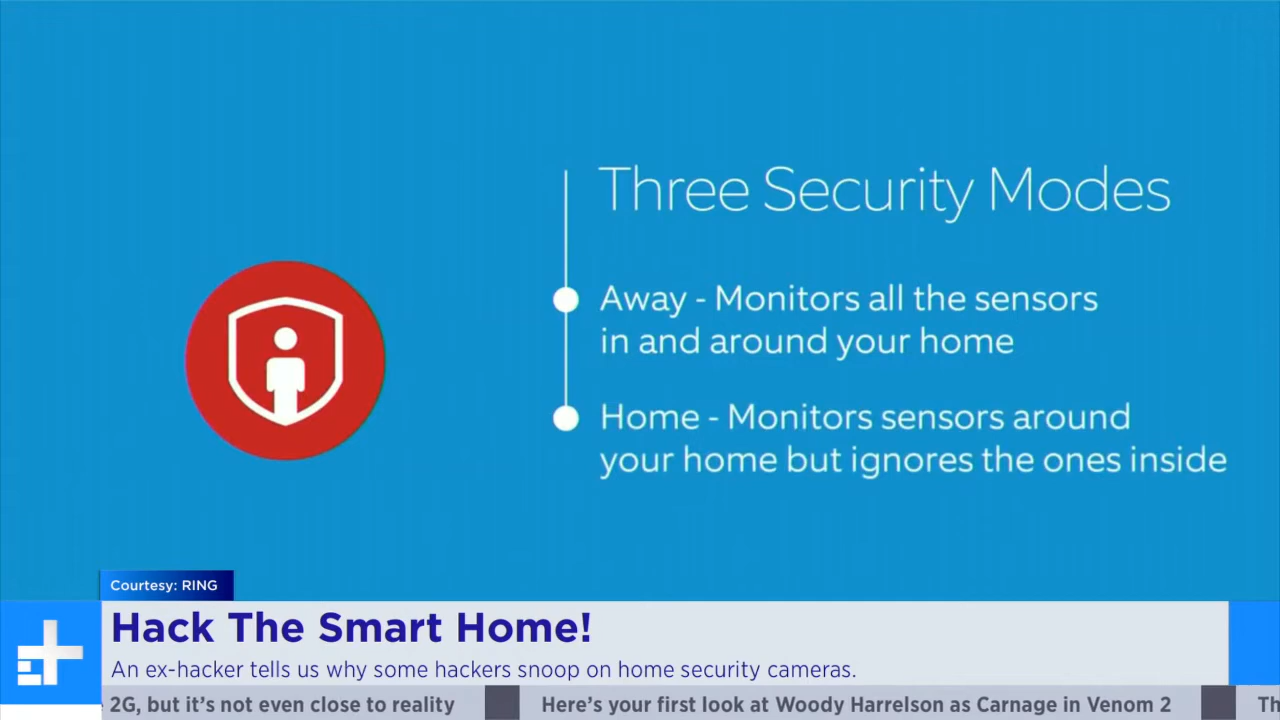 Three Security Modes
Away - Monitors all the sensors
in and around your home
Home - Monitors sensors around
your home but ignores the ones inside
Courtesy: RING
Hack The Smart Home!
An ex-hacker tells us why some hackers snoop on home security cameras.
2G, but it's not even close to reality Here's your first look at Woody Harrelson as Carnage in Venom 2